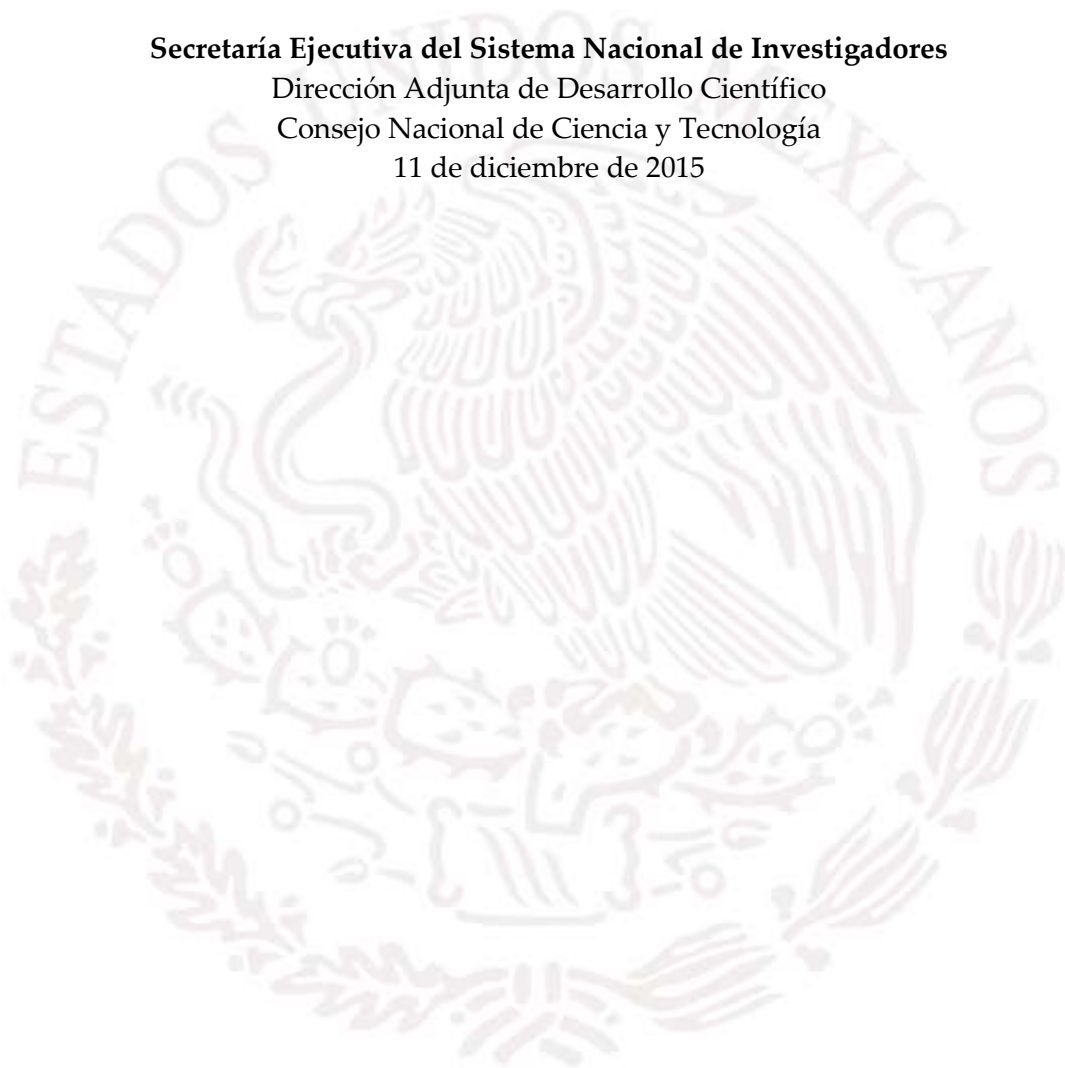 Secretaría Ejecutiva del Sistema Nacional de Investigadores
Dirección Adjunta de Desarrollo Científico
Consejo Nacional de Ciencia y Tecnología
11 de diciembre de 2015
ESTADOS UNIDOS MEXICANOS